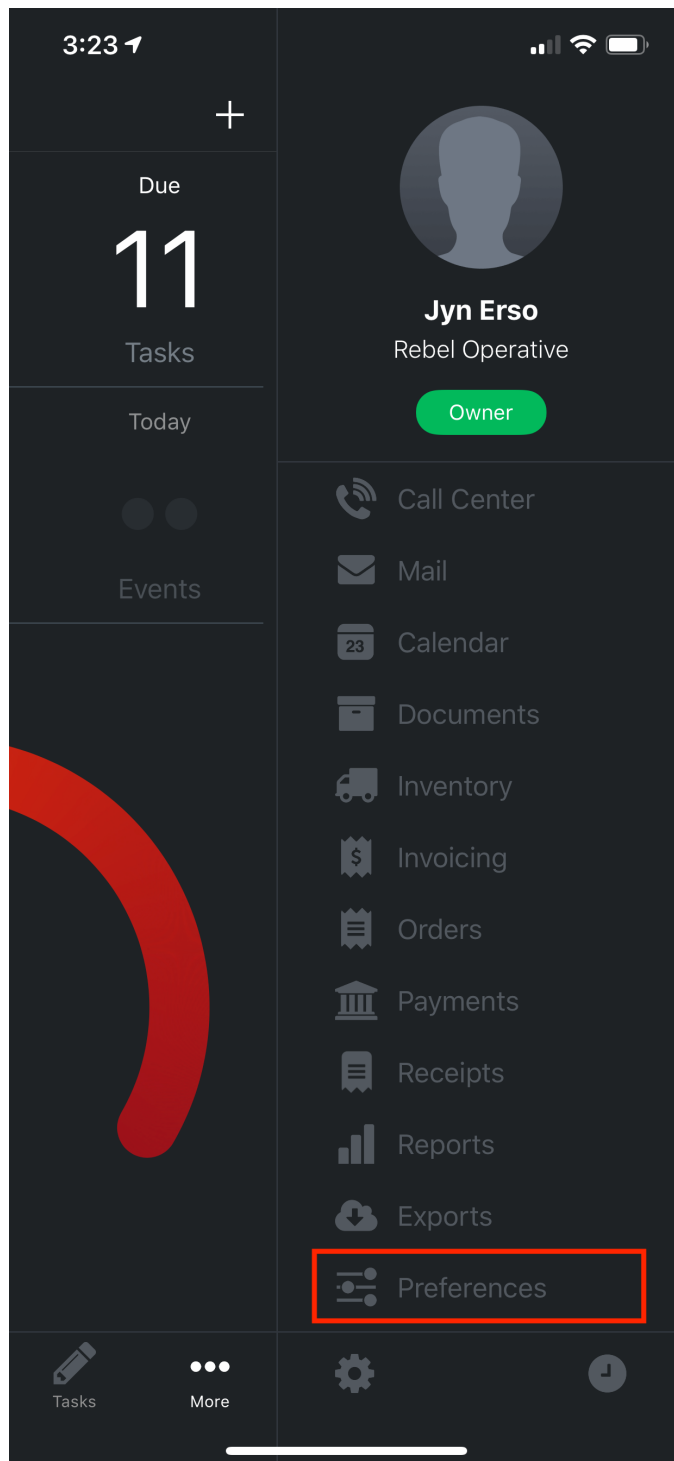 3:23
Due
11
Tasks
Today
Events
Jyn Erso
Rebel Operative
Owner
Call Center
Mail
23
Calendar
Documents
Inventory
$
Invoicing
Orders
Payments
Receipts
Reports
Exports
Preferences
Tasks
More